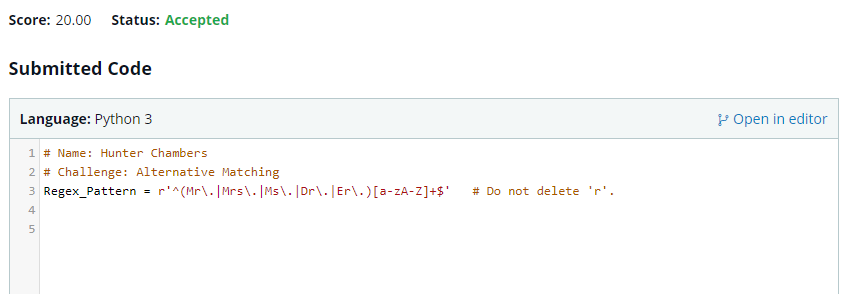 Score: 20.00 Status: Accepted
Submitted Code
Language: Python 3 Open in editor
1 # Name: Hunter Chambers
2 # Challenge: Alternative Matching
3 Regex_Pattern = r'^(Mr\.|Mrs\.|Ms\.|Dr\.|Er\.)[a-zA-Z]+$' # Do not delete 'r'.
4
5